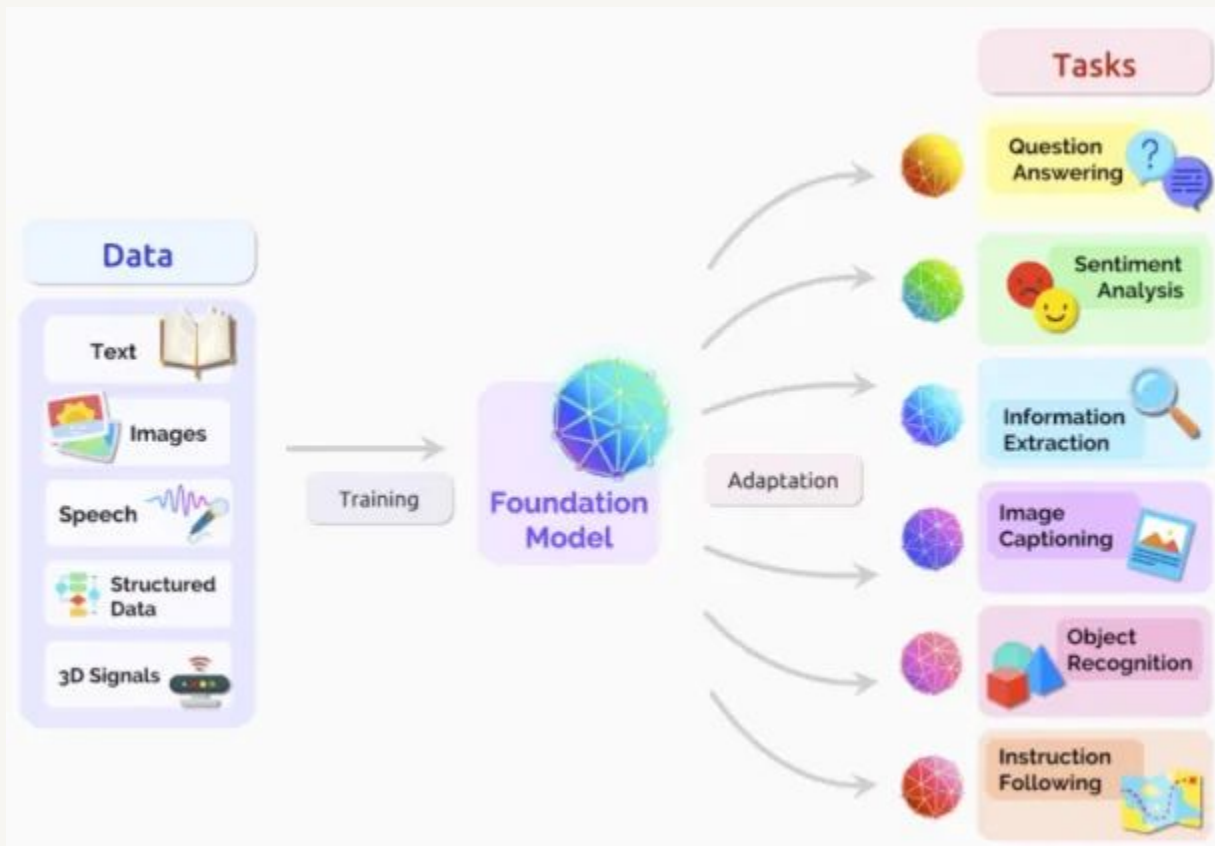 Data
Text
Images
Speech
Structured
Data
3D Signals
Training
Foundation
Model
Adaptation
Tasks
Question
Answering
?
Sentiment
Analysis
Information
Extraction
Image
Captioning
Object
Recognition
Instruction
Following